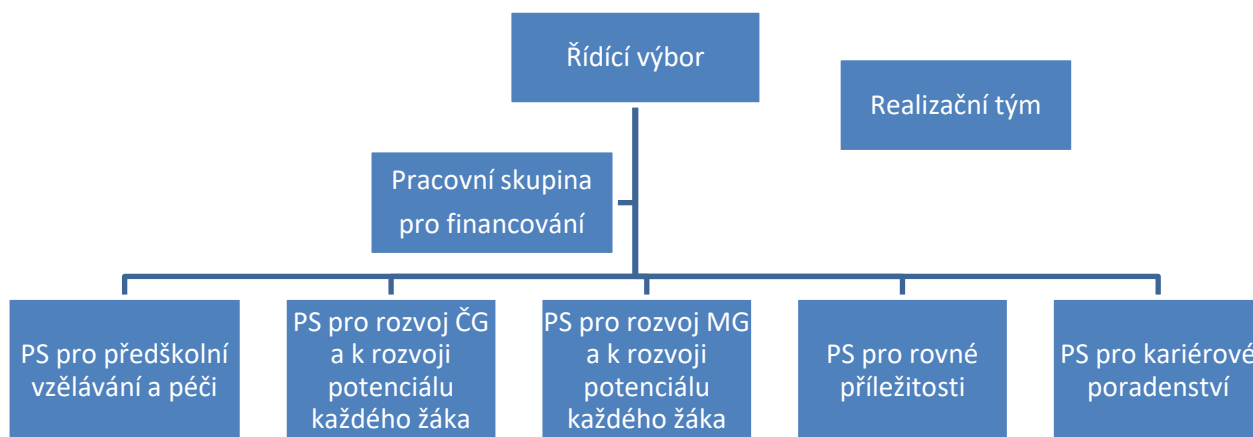 Řídící výbor
Realizační tým
Pracovní skupina
pro financování
PS pro předškolní
vzělávání a péči
PS pro rozvoj ČG
a k rozvoji
potenciálu
každého žáka
PS pro rozvoj MG
a k rozvoji
potenciálu
každého žáka
PS pro rovné
příležitosti
PS pro kariérové
poradenství